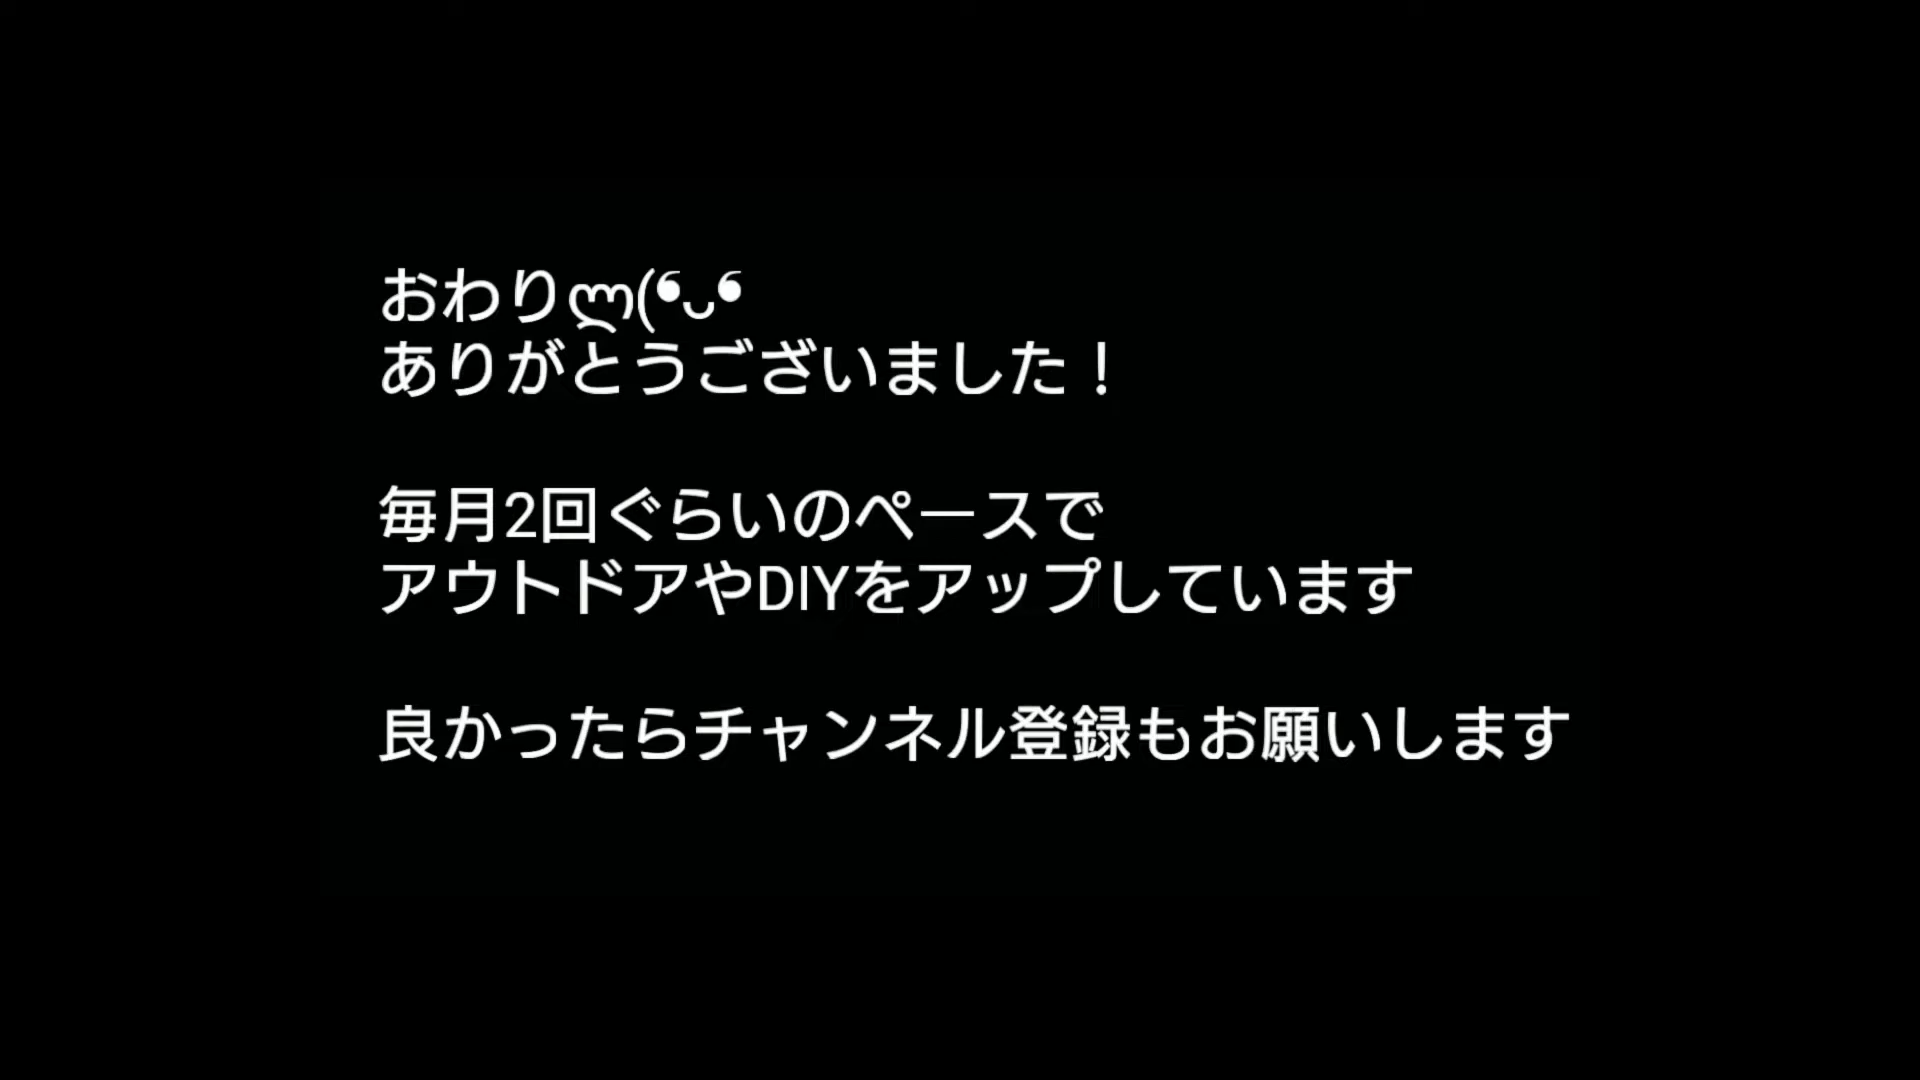 おわりლ(❛◡❛
ありがとうございました！
毎月2回ぐらいのペースで
アウトドアやDIYをアップしています
良かったらチャンネル登録もお願いします